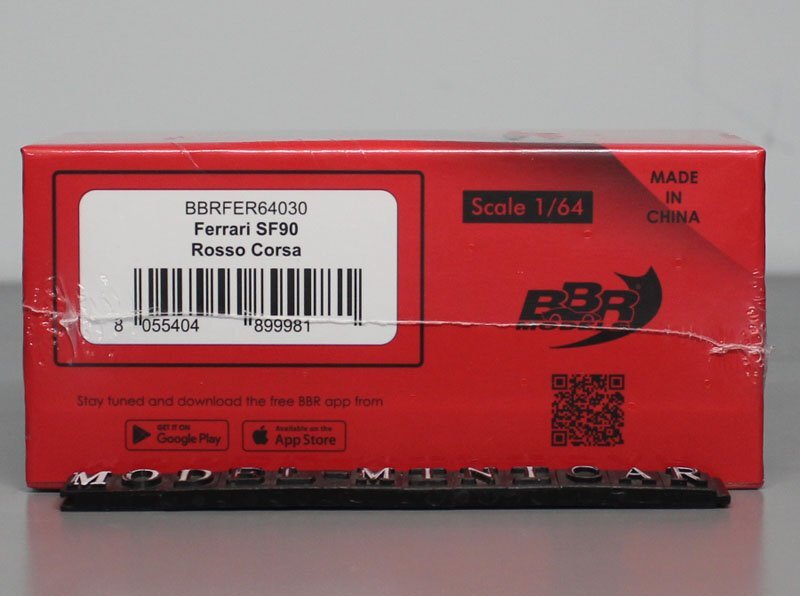 BBRFER64030
Ferrari SF90
Rosso Corsa
8 055404 899981
Scale 1/64
MADE
IN
CHINA
BBR
MODELS
Stay tuned and download the free BBR app from
GET IT ON
Google Play
Available on the
App Store
MODEL-MINICAR